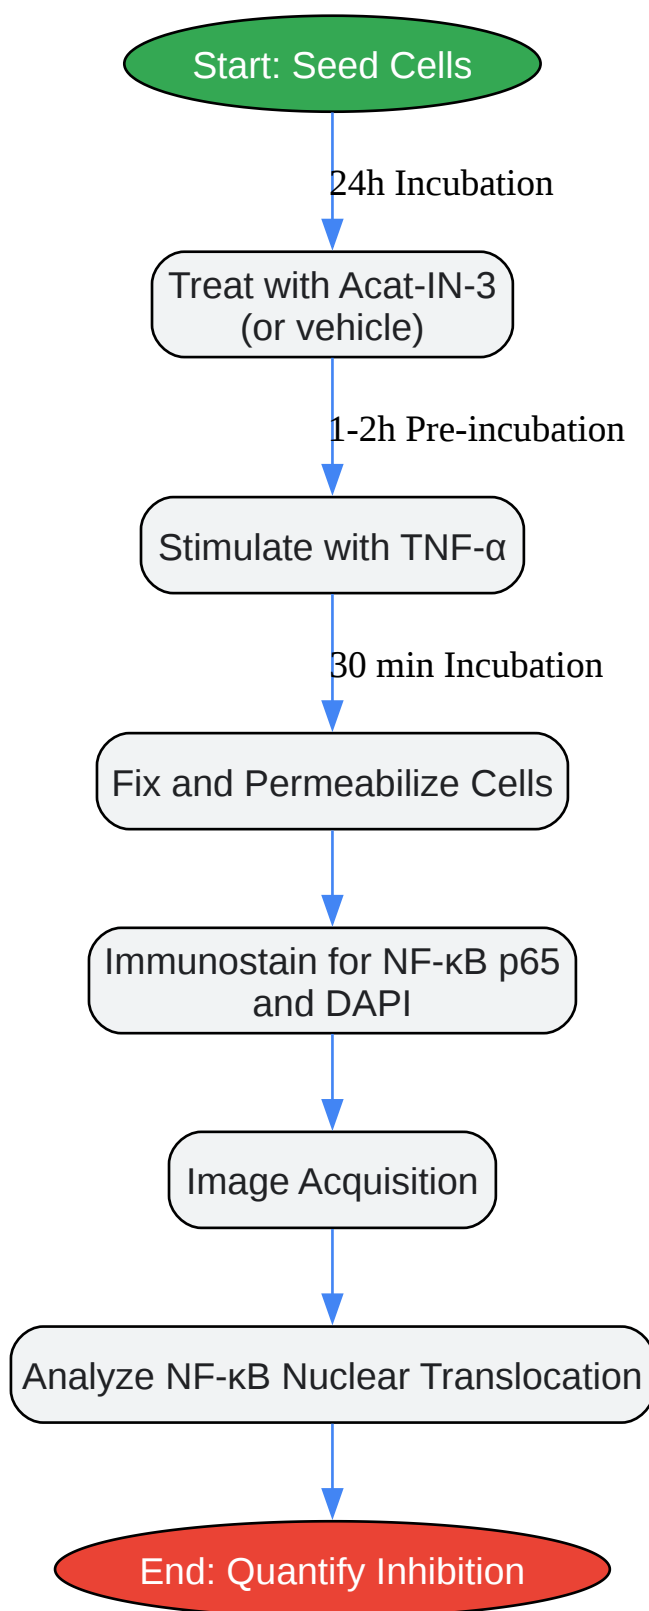 Start: Seed Cells
24h Incubation
Treat with Acat-IN-3
(or vehicle)
1-2h Pre-incubation
Stimulate with TNF-α
30 min Incubation
Fix and Permeabilize Cells
Immunostain for NF-κB p65
and DAPI
Image Acquisition
Analyze NF-κB Nuclear Translocation
End: Quantify Inhibition